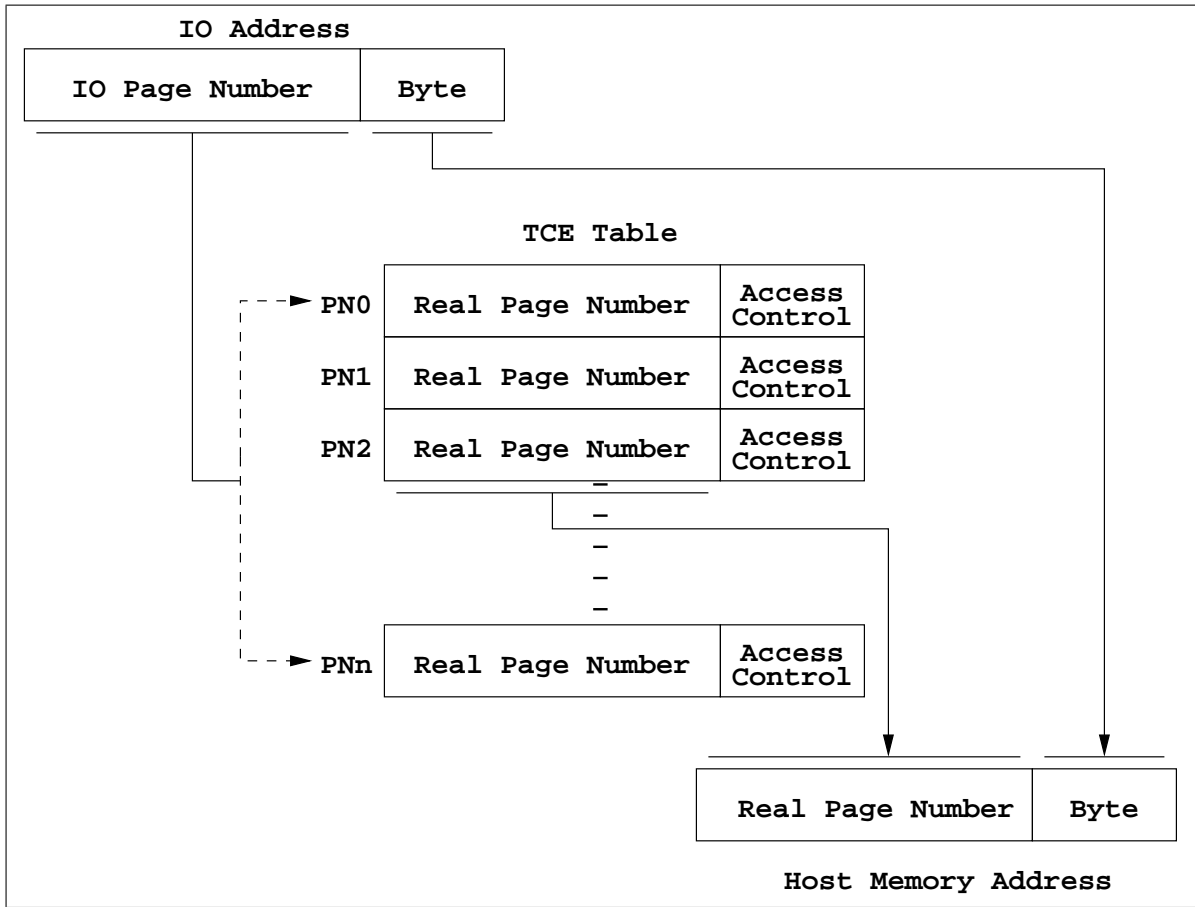 IO Address
IO Page Number Byte
TCE Table
PN0 Real Page Number Access Control
PN1 Real Page Number Access Control
PN2 Real Page Number Access Control
PNn Real Page Number Access Control
Real Page Number Byte
Host Memory Address